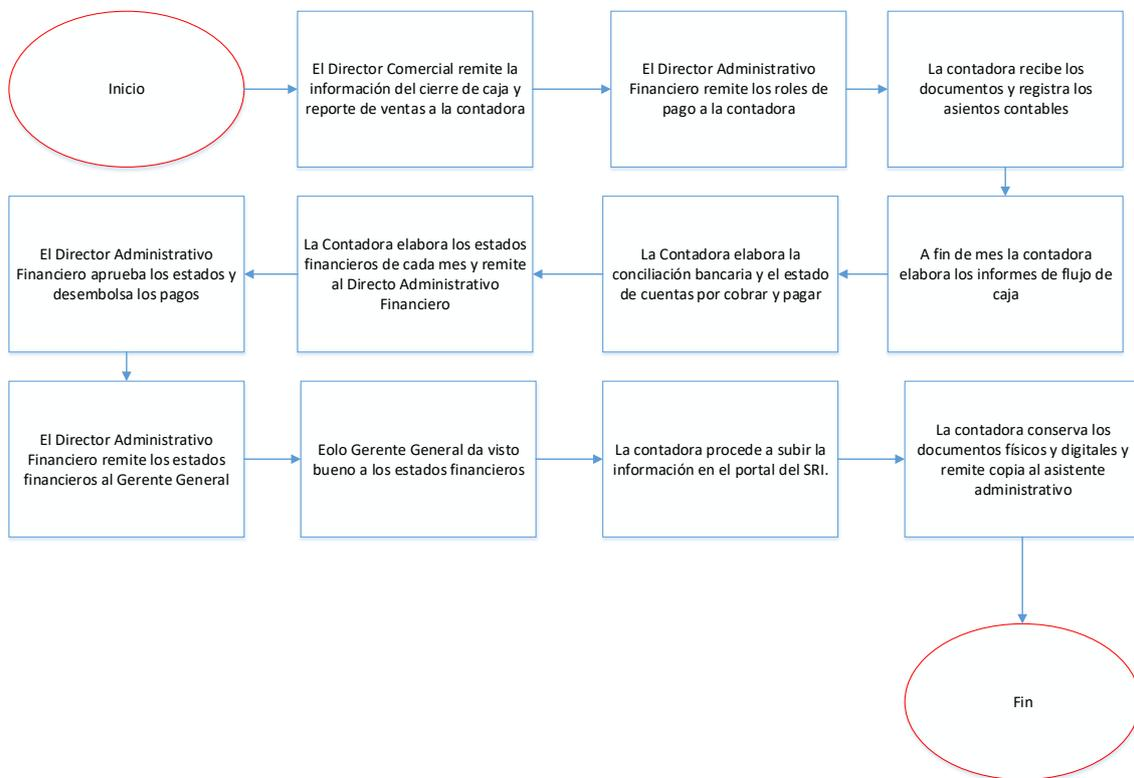 Inicio
El Director Comercial remite la
información del cierre de caja y
reporte de ventas a la contadora
El Director Administrativo
Financiero remite los roles de
pago a la contadora
La contadora recibe los
documentos y registra los
asientos contables
A fin de mes la contadora
elabora los informes de flujo de
caja
La Contadora elabora la
conciliación bancaria y el estado
de cuentas por cobrar y pagar
La Contadora elabora los estados
financieros de cada mes y remite
al Directo Administrativo
Financiero
El Director Administrativo
Financiero aprueba los estados y
desembolsa los pagos
El Director Administrativo
Financiero remite los estados
financieros al Gerente General
Eolo Gerente General da visto
bueno a los estados financieros
La contadora procede a subir la
información en el portal del SRI.
La contadora conserva los
documentos físicos y digitales y
remite copia al asistente
administrativo
Fin